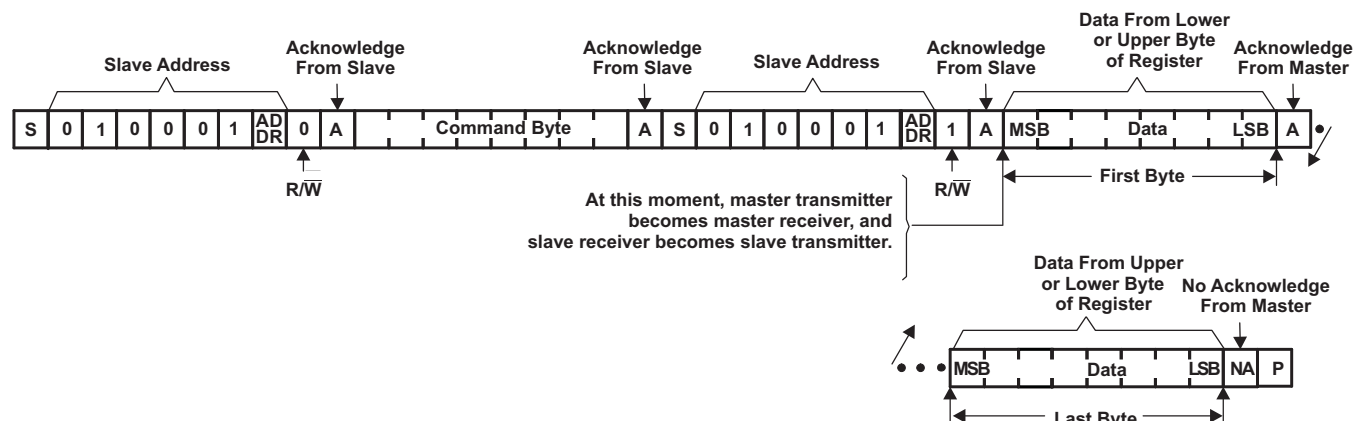 Data From Lower
or Upper Byte
of Register
Slave Address
Acknowledge
From Slave
Acknowledge
From Slave
Slave Address
Acknowledge
From Slave
Acknowledge
From Master
S 0 1 0 0 0 1 AD DR 0 A Command Byte A S 0 1 0 0 0 1 AD DR 1 A MSB Data LSB A
R/W̅
R/W̅
First Byte
At this moment, master transmitter
becomes master receiver, and
slave receiver becomes slave transmitter.
Data From Upper
or Lower Byte
of Register
No Acknowledge
From Master
MSB Data LSB NA P
Last Byte